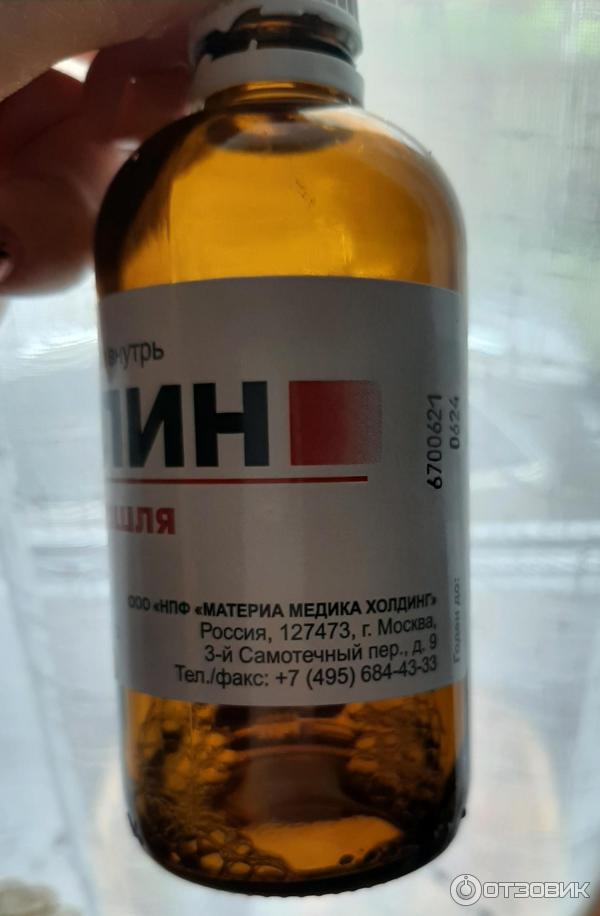 внутрь
ЛИН
шля
ООО «НПФ «МАТЕРИА МЕДИКА ХОЛДИНГ»
Россия, 127473, г. Москва,
3-й Самотечный пер., д. 9
Тел./факс: +7 (495) 684-43-33
6700621
0624
Годен до:
ОТЗОВИК